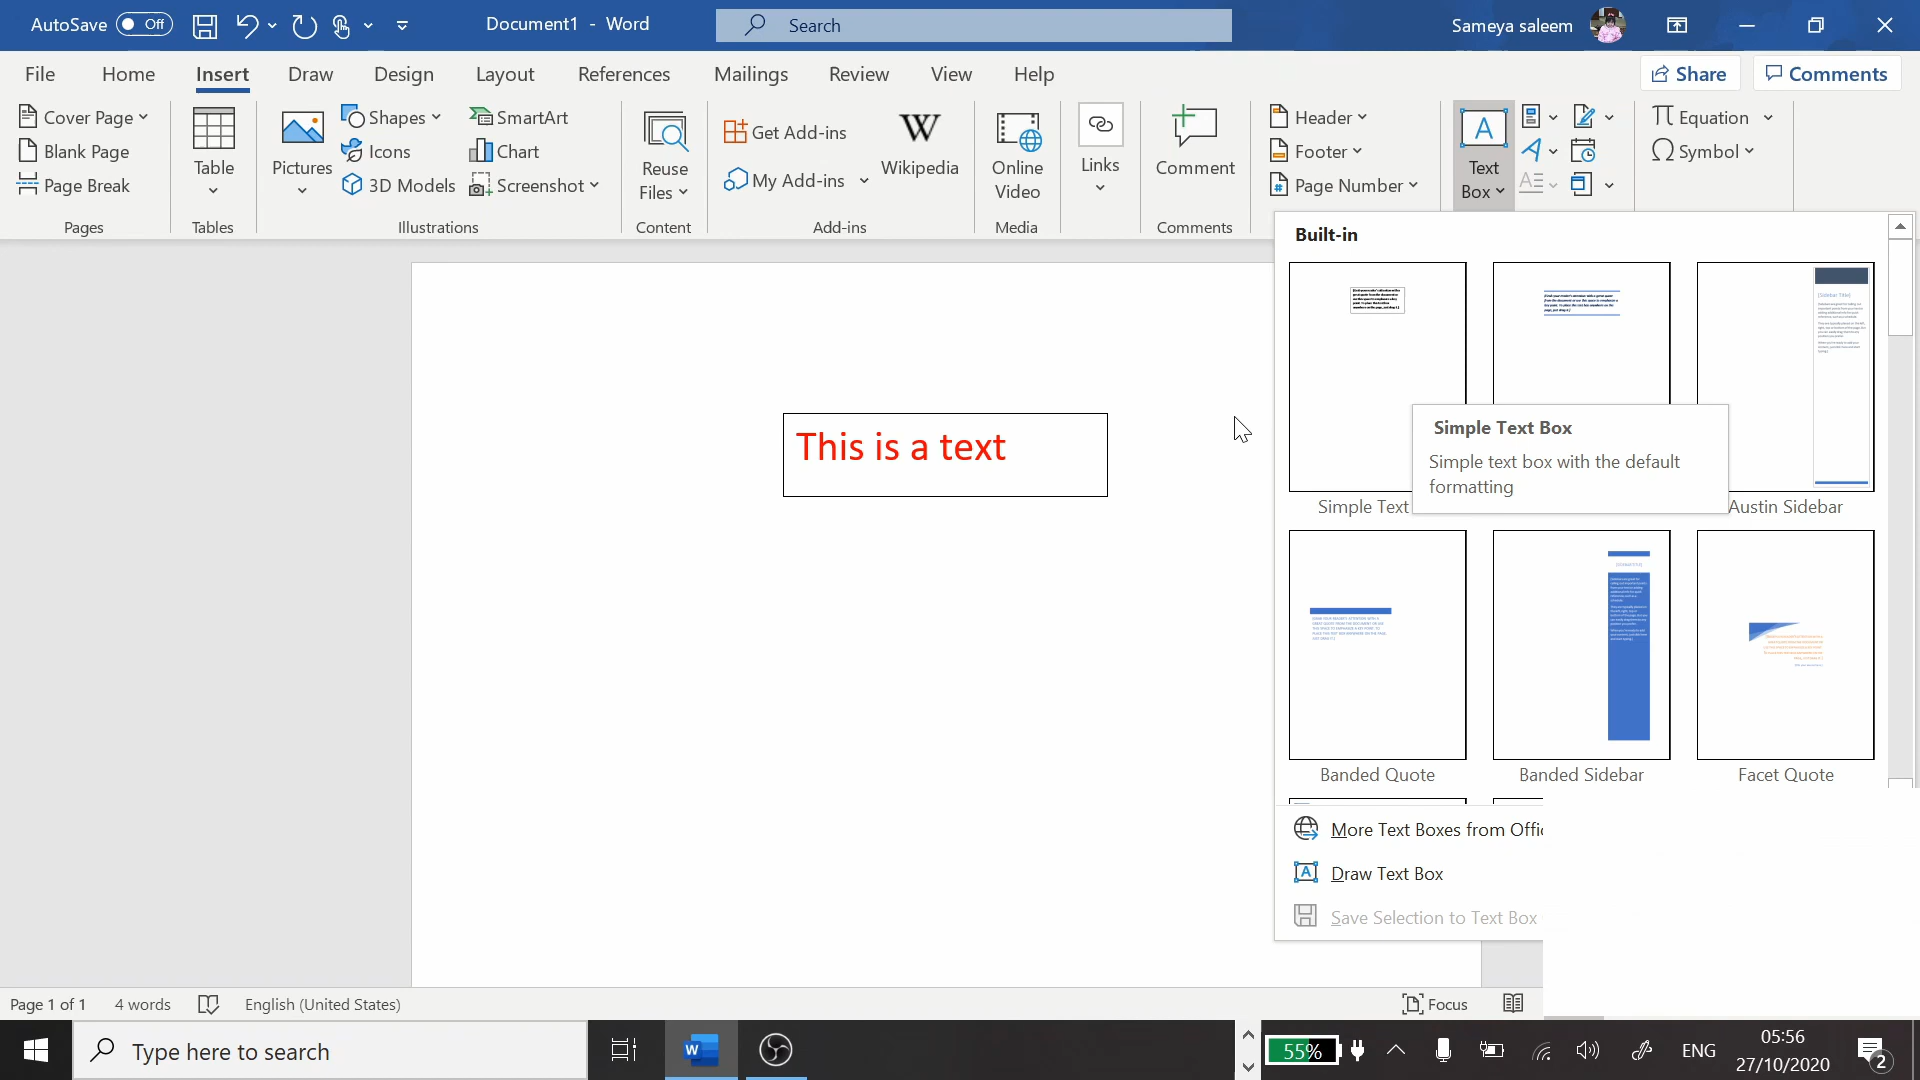 AutoSave Off Document1 - Word Search Sameya saleem
File Home Insert Draw Design Layout References Mailings Review View Help Share Comments
Cover Page
Blank Page
Page Break
Pages
Table
Tables
Pictures
Shapes
Icons
3D Models
SmartArt
Chart
Screenshot
Illustrations
Reuse
Files
Content
Get Add-ins
My Add-ins
Wikipedia
Add-ins
Online
Video
Media
Links
Comment
Comments
Header
Footer
Page Number
Text
Box
Equation
Symbol
Built-in
This is a text
Simple Text Box
Simple text box with the default
formatting
Simple Text
Austin Sidebar
Banded Quote
Banded Sidebar
Facet Quote
More Text Boxes from Offic
Draw Text Box
Save Selection to Text Box
Page 1 of 1 4 words English (United States) Focus
Type here to search
55%
ENG
05:56
27/10/2020
2